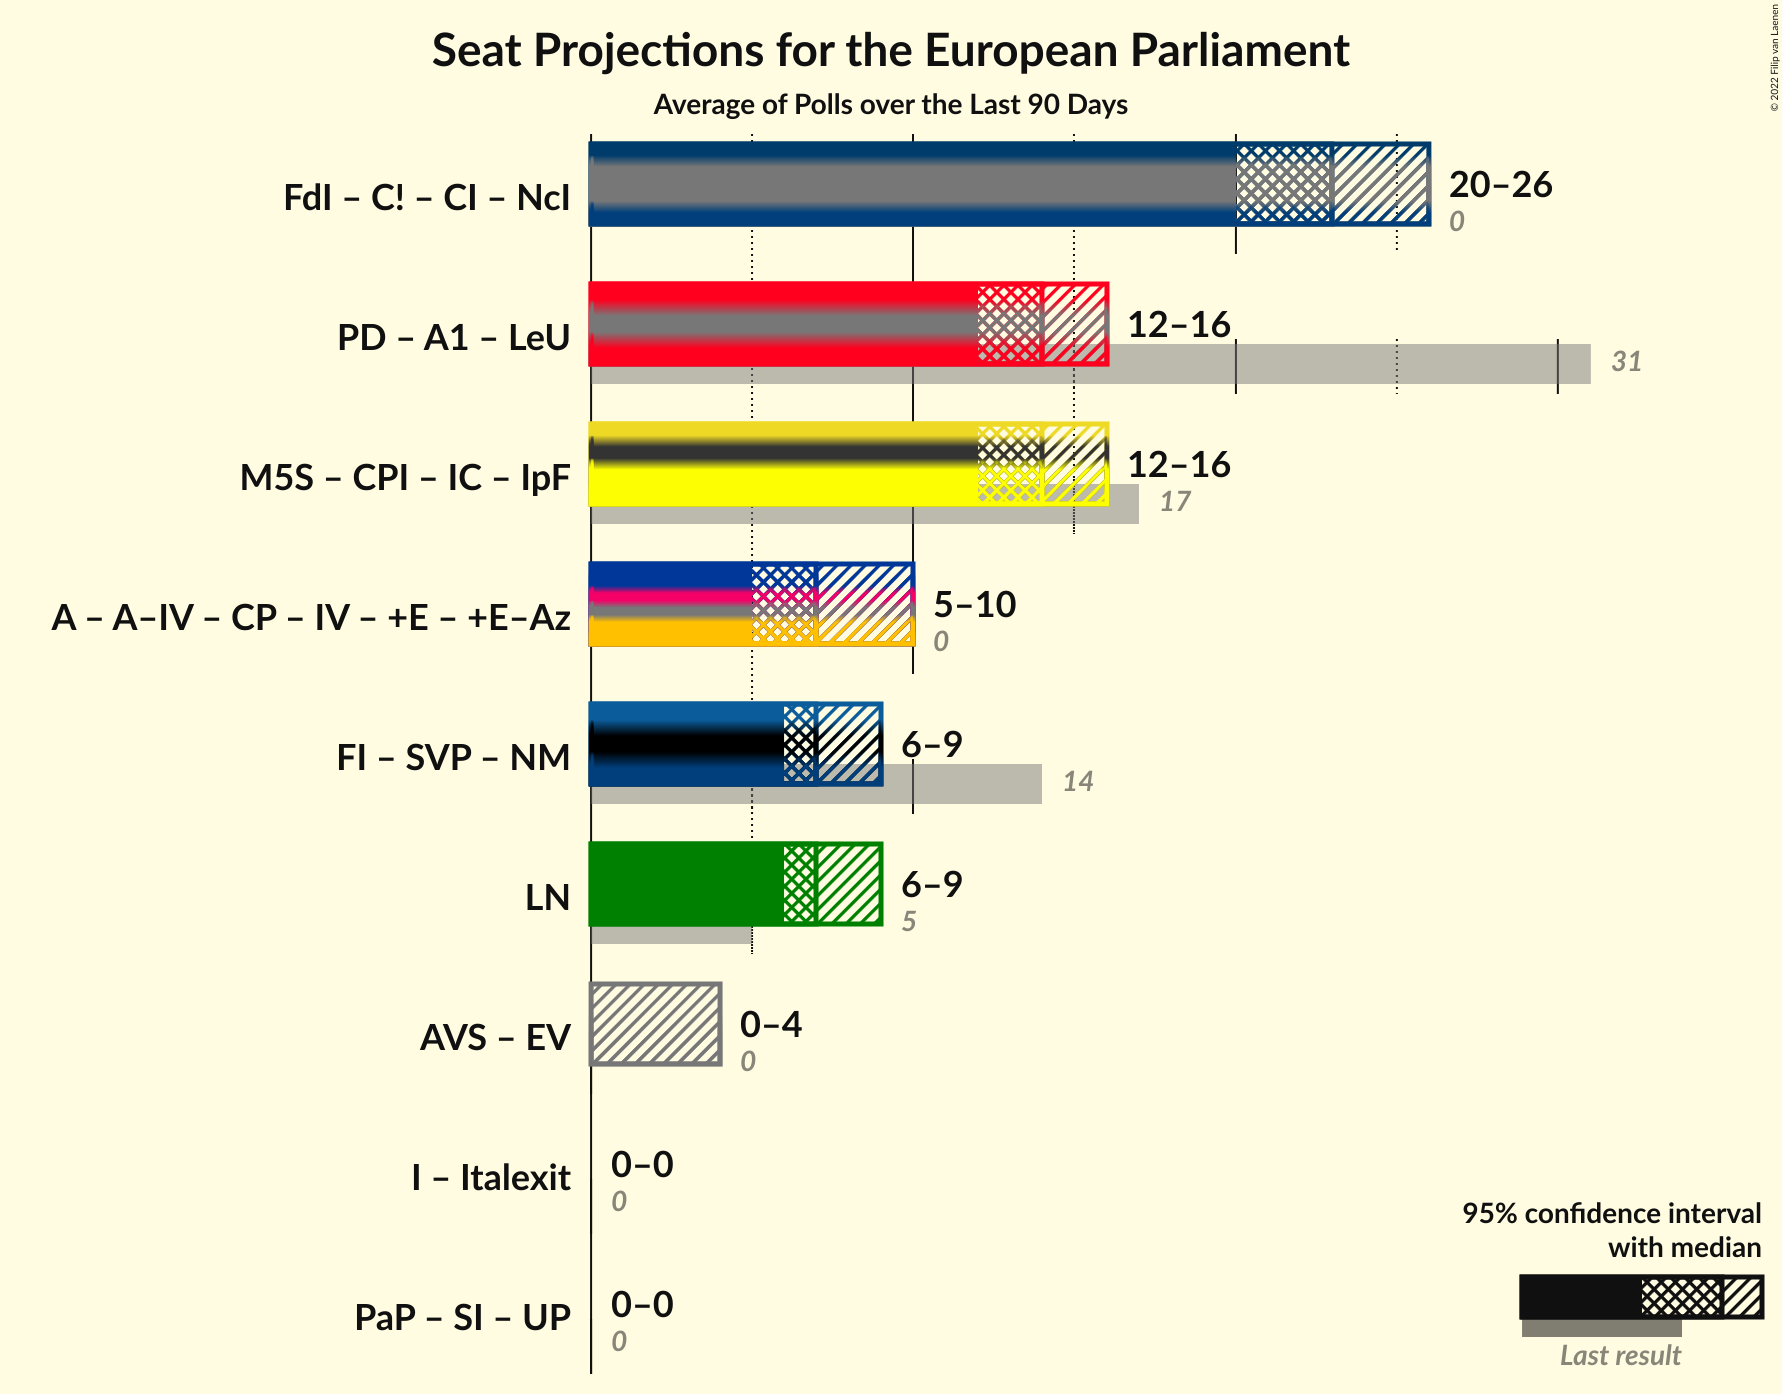 Seat Projections for the European Parliament
Average of Polls over the Last 90 Days
© 2022 Filip van Laenen
FdI – C! – CI – NcI
20–26
0
PD – A1 – LeU
12–16
31
M5S – CPI – IC – IpF
12–16
17
A – A–IV – CP – IV – +E – +E–Az
5–10
0
FI – SVP – NM
6–9
14
LN
6–9
5
AVS – EV
0–4
0
I – Italexit
0–0
0
PaP – SI – UP
0–0
0
95% confidence interval
with median
Last result